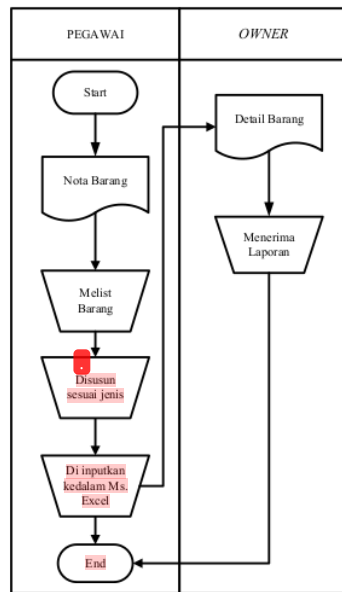 PEGAWAI
OWNER
Start
Nota Barang
Melist
Barang
Disusun
sesuai jenis
Di inputkan
kedalam Ms.
Excel
End
Detail Barang
Menerima
Laporan